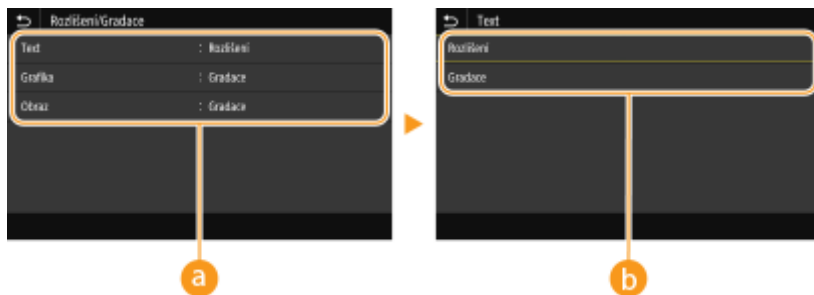 Rozlišení/Gradace
Text : Rozlišení
Grafika : Gradace
Obraz : Gradace
a
Text
Rozlišení
Gradace
b